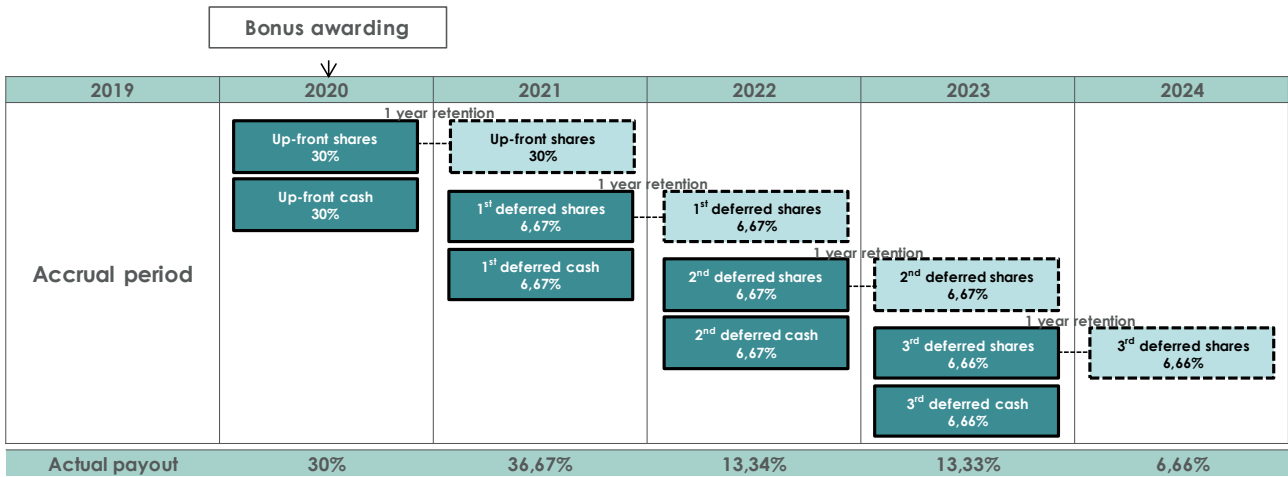 Bonus awarding
2019 2020 2021 2022 2023 2024
1 year retention
Up-front shares
30%
Up-front shares
30%
Up-front cash
30%
1 year retention
1st deferred shares
6,67%
1st deferred shares
6,67%
1st deferred cash
6,67%
Accrual period
1 year retention
2nd deferred shares
6,67%
2nd deferred shares
6,67%
2nd deferred cash
6,67%
1 year retention
3rd deferred shares
6,66%
3rd deferred shares
6,66%
3rd deferred cash
6,66%
Actual payout 30% 36,67% 13,34% 13,33% 6,66%